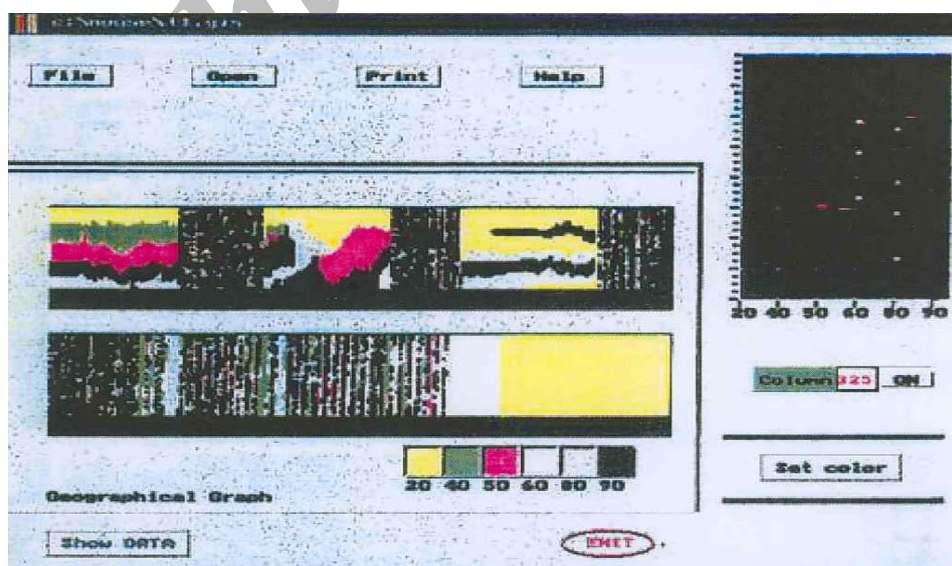 File Open Print Help
20 40 50 60 80 90
Column 325 ON
20 40 50 60 80 90
Set color
Geographical Graph
Show DATA
EXIT